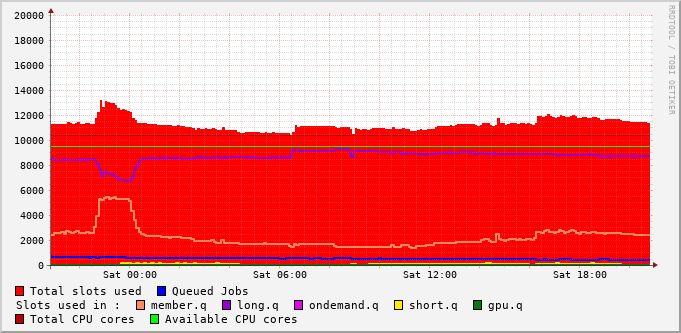 20000
18000
16000
14000
12000
10000
8000
6000
4000
2000
0
Sat 00:00 Sat 06:00 Sat 12:00 Sat 18:00
RRDTOOL / TOBI OETIKER
Total slots used Queued Jobs
Slots used in : member.q long.q ondemand.q short.q gpu.q
Total CPU cores Available CPU cores